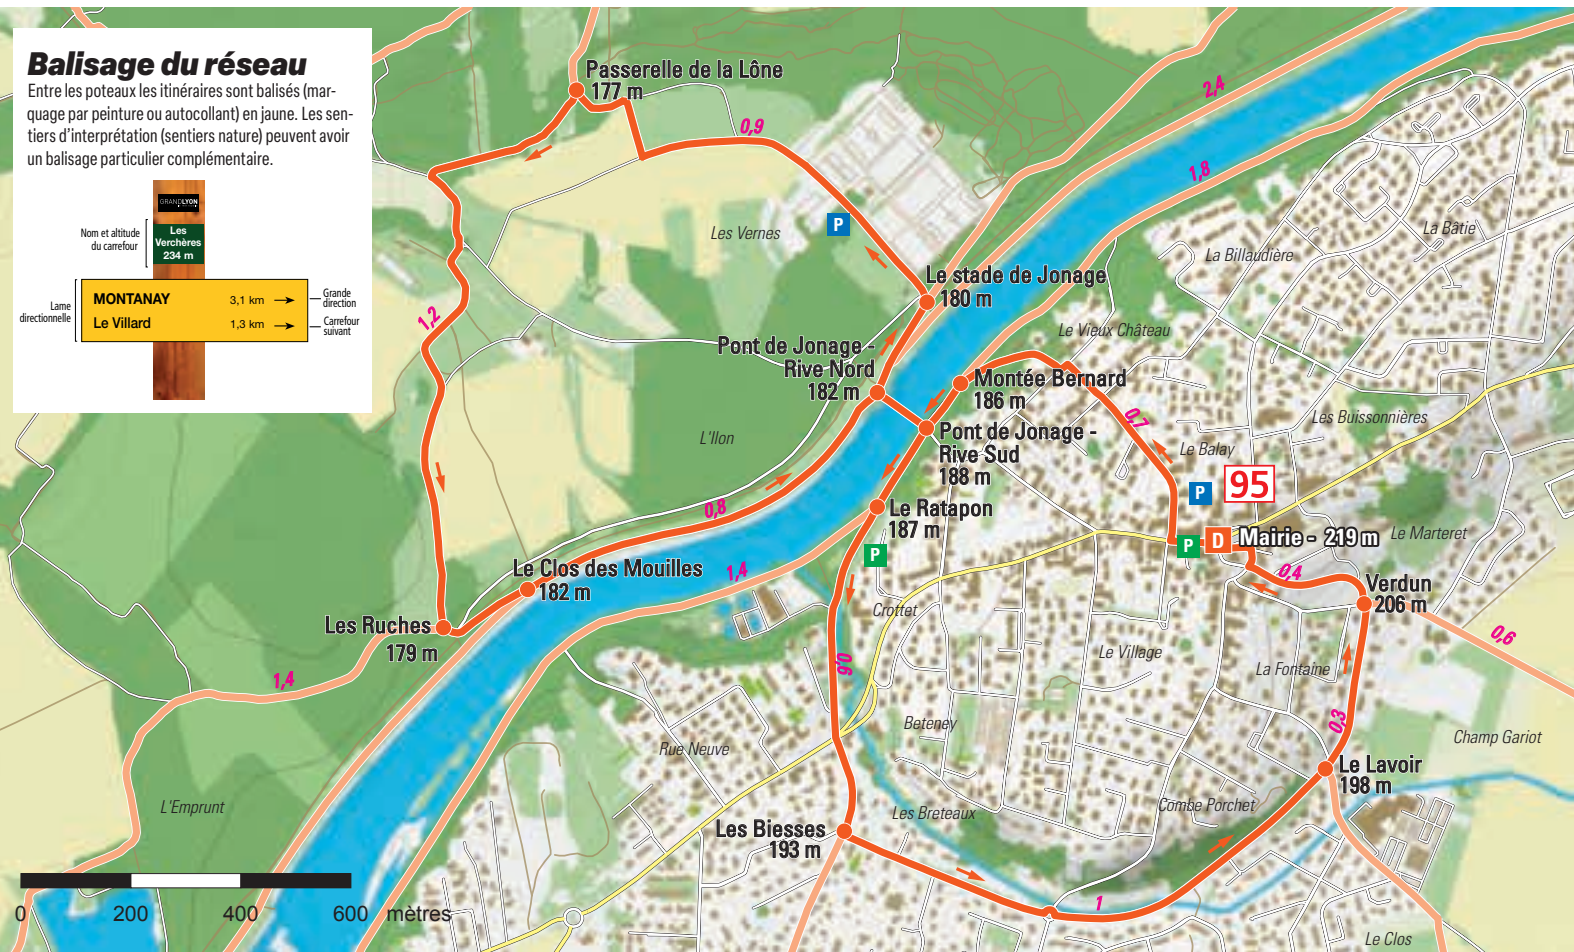 Balisage du réseau
Entre les poteaux les itinéraires sont balisés (mar-
quage par peinture ou autocollant) en jaune. Les sen-
tiers d'interprétation (sentiers nature) peuvent avoir
un balisage particulier complémentaire.
GRANDLYON
Nom et altitude
du carrefour
Les
Verchères
234 m
Lame
directionnelle
MONTANAY 3,1 km
Le Villard 1,3 km
Grande
direction
Carrefour
suivant
Passerelle de la Lône
177 m
0,9
2,4
1,8
P
Les Vernes
La Bâtie
La Billaudière
Le stade de Jonage
180 m
1,2
Le Vieux Château
Pont de Jonage -
Rive Nord
182 m
Montée Bernard
186 m
0,7
Les Buissonnières
L'Ilon
Pont de Jonage -
Rive Sud
188 m
Le Balay
P
95
0,8
Le Ratapon
187 m
P
P
D
Mairie - 219 m
Le Marteret
Le Clos des Mouilles
182 m
1,4
0,4
Verdun
206 m
Crottet
Les Ruches
179 m
0,6
Le Village
La Fontaine
0,6
1,4
0,3
Beteney
Rue Neuve
Champ Gariot
Le Lavoir
198 m
L'Emprunt
Combe Porchet
Les Breteaux
Les Biesses
193 m
1
0 200 400 600 mètres
Le Clos